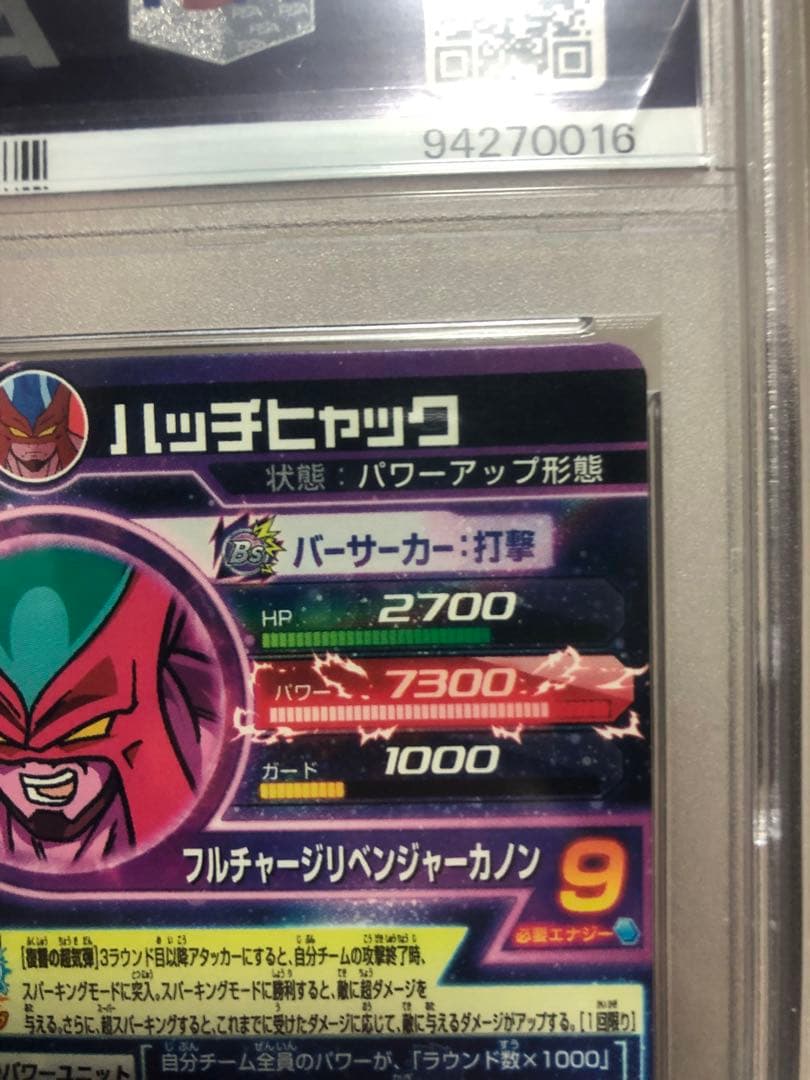 94270016
ハッチヒャック
状態：パワーアップ形態
Bs バーサーカー：打撃
HP 2700
パワー 7300
ガード 1000
フルチャージリベンジャーカノン 9
必要エナジー
[復讐の超気弾]3ラウンド目以降アタッカーにすると、自分チームの攻撃終了時、
スパーキングモードに突入。スパーキングモードに勝利すると、敵に超ダメージを
与える。さらに、超スパーキングすると、これまでに受けたダメージに応じて、敵に与えるダメージがアップする。[1回限り]
パワーユニット
自分チーム全員のパワーが、「ラウンド数×1000」